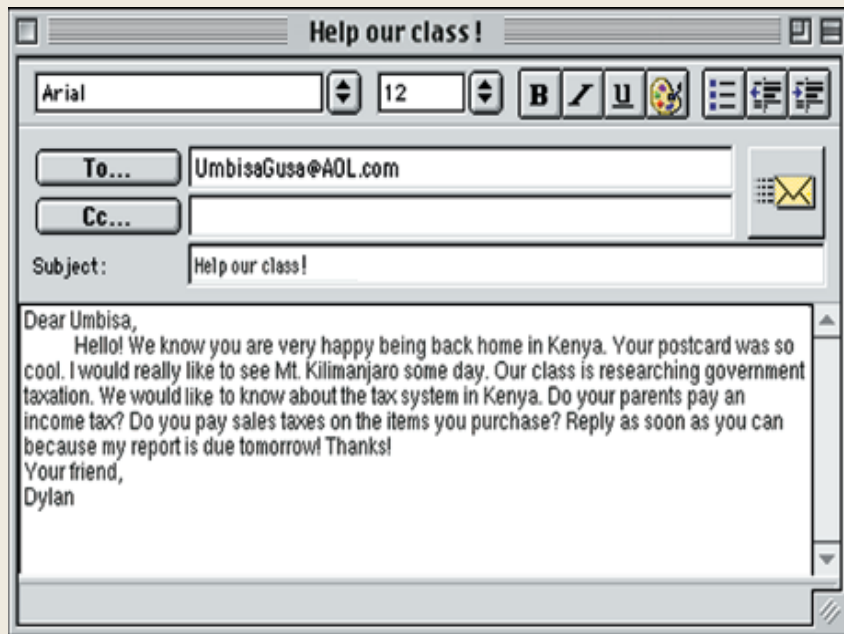 Help our class!
Arial
12
B I U
To...
UmbisaGusa@AOL.com
Cc...
Subject:
Help our class!
Dear Umbisa,
Hello! We know you are very happy being back home in Kenya. Your postcard was so
cool. I would really like to see Mt. Kilimanjaro some day. Our class is researching government
taxation. We would like to know about the tax system in Kenya. Do your parents pay an
income tax? Do you pay sales taxes on the items you purchase? Reply as soon as you can
because my report is due tomorrow! Thanks!
Your friend,
Dylan